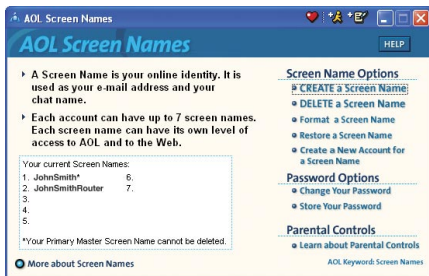 AOL Screen Names
AOL Screen Names
HELP
A Screen Name is your online identity. It is
used as your e-mail address and your
chat name.
Each account can have up to 7 screen names.
Each screen name can have its own level of
access to AOL and to the Web.
Your current Screen Names:
1. JohnSmith* 6.
2. JohnSmithRouter 7.
3.
4.
5.
*Your Primary Master Screen Name cannot be deleted.
More about Screen Names
Screen Name Options
CREATE a Screen Name
DELETE a Screen Name
Format a Screen Name
Restore a Screen Name
Create a New Account for
a Screen Name
Password Options
Change Your Password
Store Your Password
Parental Controls
Learn about Parental Controls
AOL Keyword: Screen Names